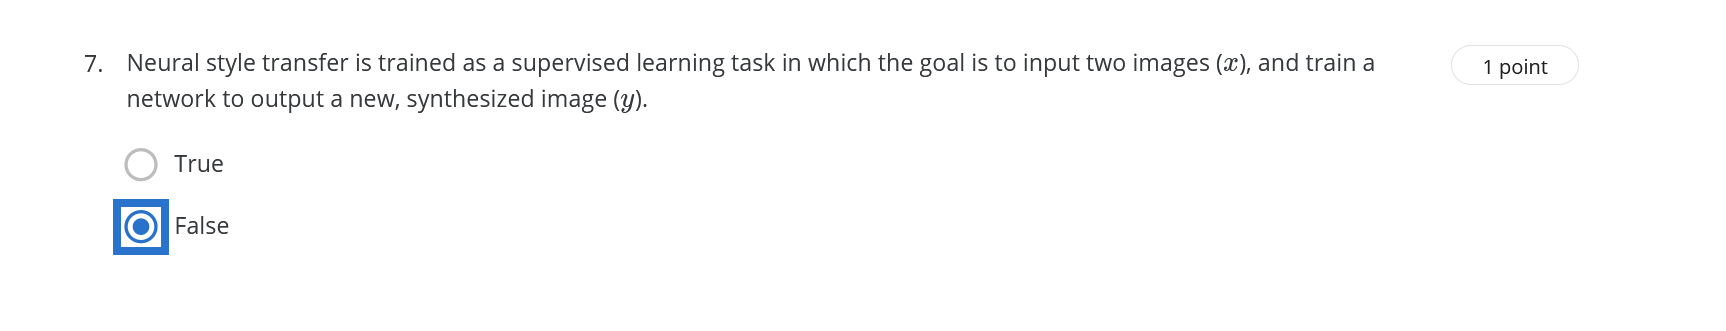 7. Neural style transfer is trained as a supervised learning task in which the goal is to input two images (x), and train a
network to output a new, synthesized image (y).
1 point
True
False